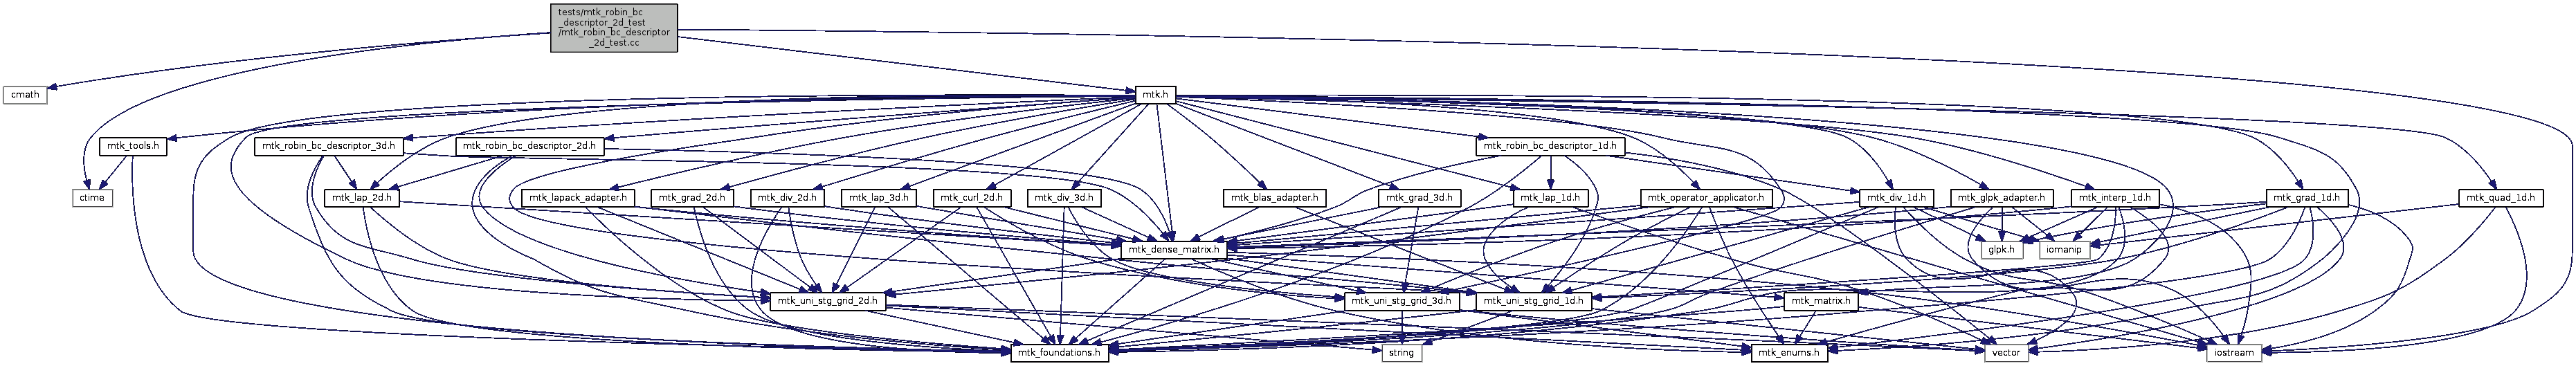 tests/mtk_robin_bc
_descriptor_2d_test
/mtk_robin_bc_descriptor
_2d_test.cc
cmath
mtk.h
mtk_tools.h
mtk_robin_bc_descriptor_3d.h
mtk_robin_bc_descriptor_2d.h
mtk_robin_bc_descriptor_1d.h
ctime
mtk_lap_2d.h
mtk_lapack_adapter.h
mtk_grad_2d.h
mtk_div_2d.h
mtk_lap_3d.h
mtk_curl_2d.h
mtk_div_3d.h
mtk_blas_adapter.h
mtk_grad_3d.h
mtk_lap_1d.h
mtk_operator_applicator.h
mtk_div_1d.h
mtk_glpk_adapter.h
mtk_interp_1d.h
mtk_grad_1d.h
mtk_quad_1d.h
mtk_dense_matrix.h
glpk.h
iomanip
mtk_uni_stg_grid_2d.h
mtk_uni_stg_grid_3d.h
mtk_uni_stg_grid_1d.h
mtk_matrix.h
mtk_foundations.h
string
mtk_enums.h
vector
iostream